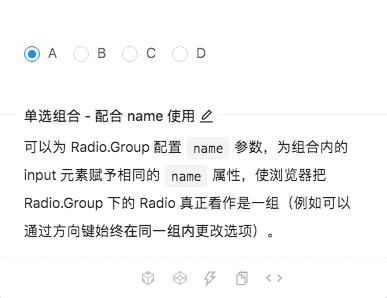 A B C D
单选组合 - 配合 name 使用
可以为 Radio.Group 配置 name 参数，为组合内的
input 元素赋予相同的 name 属性，使浏览器把
Radio.Group 下的 Radio 真正看作是一组（例如可以
通过方向键始终在同一组内更改选项）。